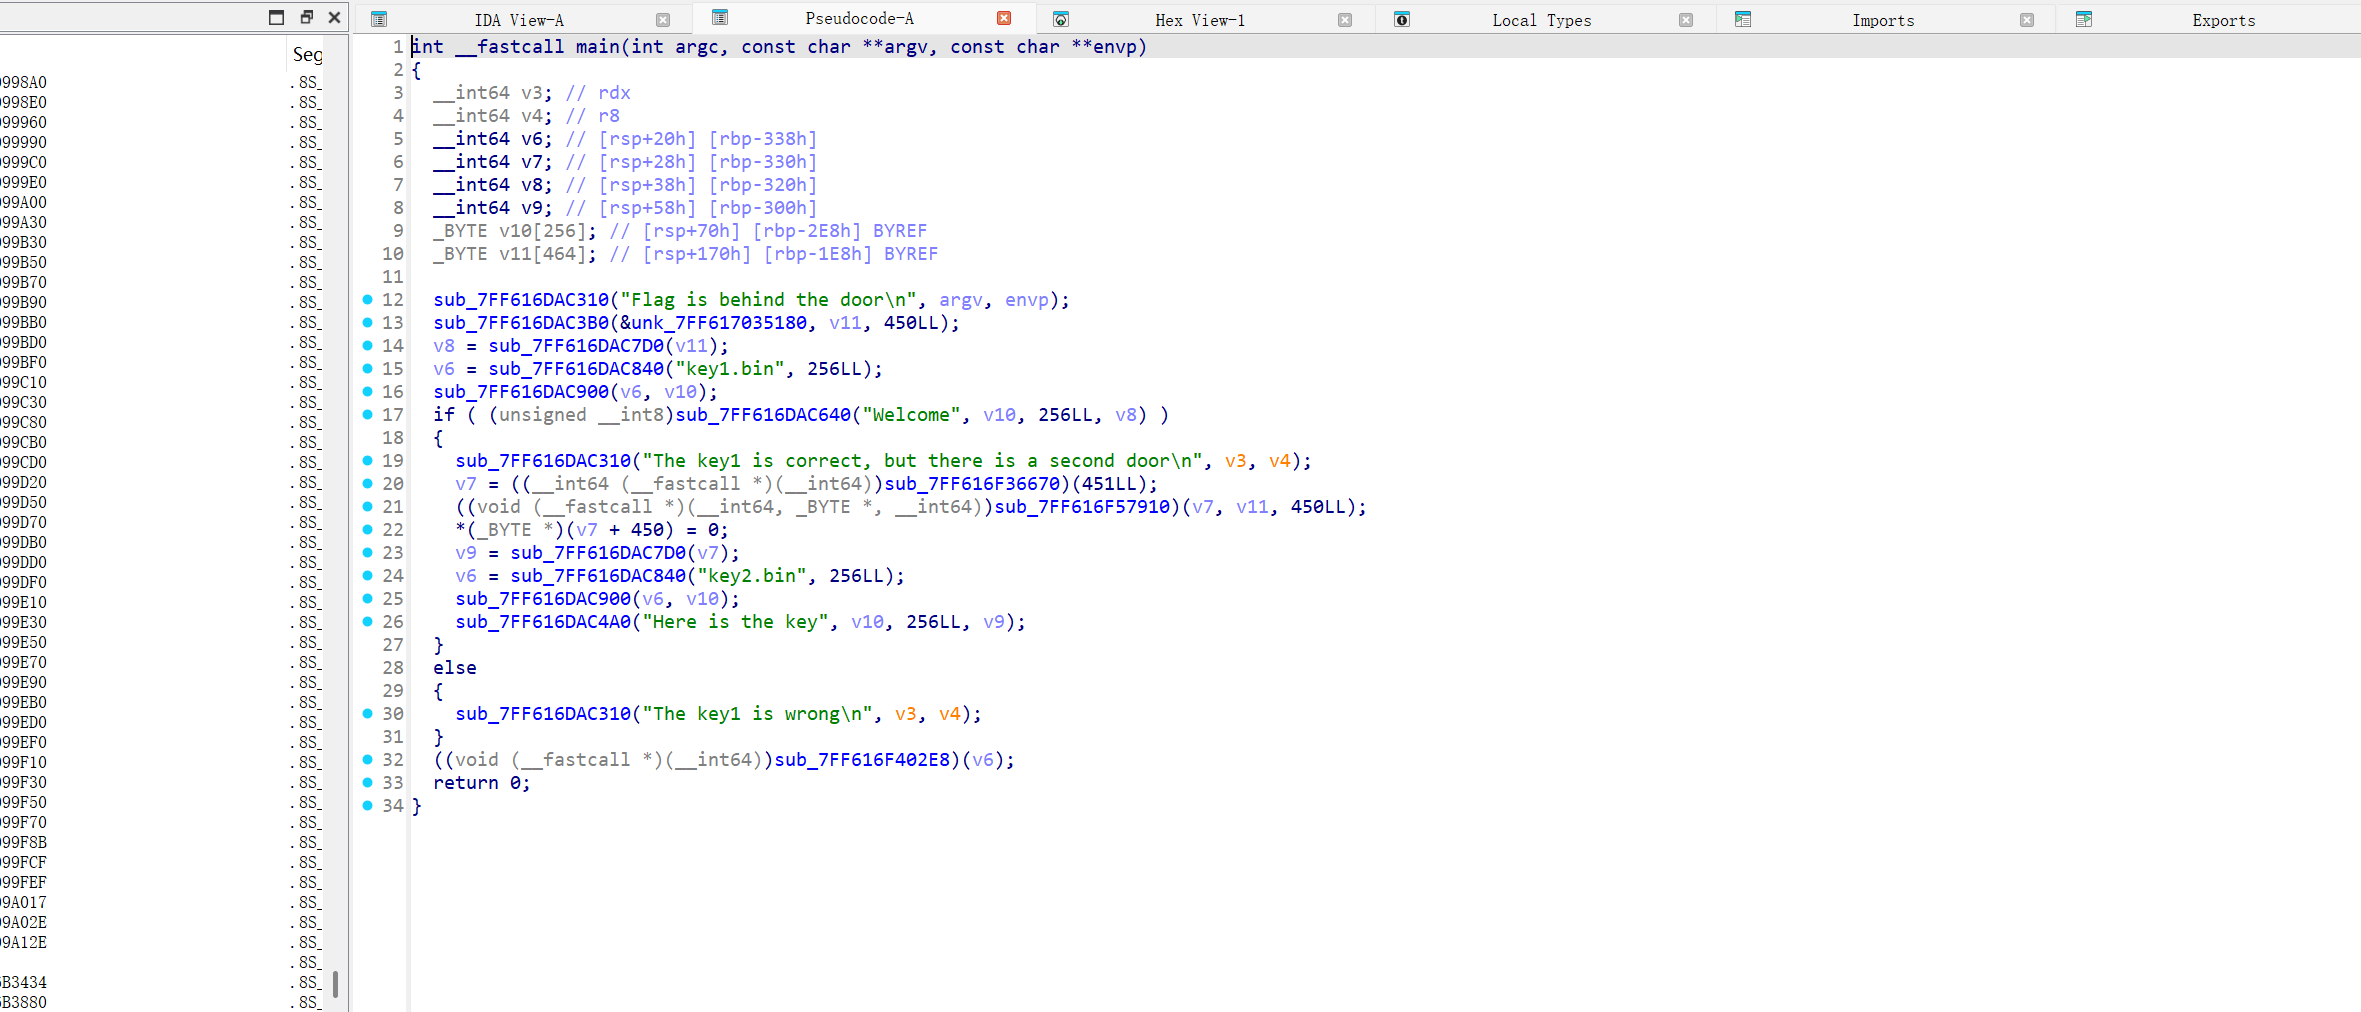 IDA View-A
Pseudocode-A
Hex View-1
Local Types
Imports
Exports
Seg
998A0 .8S_
998E0 .8S_
99960 .8S_
99990 .8S_
999C0 .8S_
999E0 .8S_
99A00 .8S_
99A30 .8S_
99B30 .8S_
99B50 .8S_
99B70 .8S_
99B90 .8S_
99BB0 .8S_
99BD0 .8S_
99BF0 .8S_
99C10 .8S_
99C30 .8S_
99C80 .8S_
99CB0 .8S_
99CD0 .8S_
99D20 .8S_
99D50 .8S_
99D70 .8S_
99DB0 .8S_
99DD0 .8S_
99DF0 .8S_
99E10 .8S_
99E30 .8S_
99E50 .8S_
99E70 .8S_
99E90 .8S_
99EB0 .8S_
99ED0 .8S_
99EF0 .8S_
99F10 .8S_
99F30 .8S_
99F50 .8S_
99F70 .8S_
99F8B .8S_
99FCF .8S_
99FEF .8S_
9A017 .8S_
9A02E .8S_
9A12E .8S_
.8S_
B3434 .8S_
B3880 .8S_
1 int __fastcall main(int argc, const char **argv, const char **envp)
2 {
3 __int64 v3; // rdx
4 __int64 v4; // r8
5 __int64 v6; // [rsp+20h] [rbp-338h]
6 __int64 v7; // [rsp+28h] [rbp-330h]
7 __int64 v8; // [rsp+38h] [rbp-320h]
8 __int64 v9; // [rsp+58h] [rbp-300h]
9 _BYTE v10[256]; // [rsp+70h] [rbp-2E8h] BYREF
10 _BYTE v11[464]; // [rsp+170h] [rbp-1E8h] BYREF
11
12 sub_7FF616DAC310("Flag is behind the door\n", argv, envp);
13 sub_7FF616DAC3B0(&unk_7FF617035180, v11, 450LL);
14 v8 = sub_7FF616DAC7D0(v11);
15 v6 = sub_7FF616DAC840("key1.bin", 256LL);
16 sub_7FF616DAC900(v6, v10);
17 if ( (unsigned __int8)sub_7FF616DAC640("Welcome", v10, 256LL, v8) )
18 {
19 sub_7FF616DAC310("The key1 is correct, but there is a second door\n", v3, v4);
20 v7 = ((__int64 (__fastcall *)(__int64))sub_7FF616F36670)(451LL);
21 ((void (__fastcall *)(__int64, _BYTE *, __int64))sub_7FF616F57910)(v7, v11, 450LL);
22 *(_BYTE *)(v7 + 450) = 0;
23 v9 = sub_7FF616DAC7D0(v7);
24 v6 = sub_7FF616DAC840("key2.bin", 256LL);
25 sub_7FF616DAC900(v6, v10);
26 sub_7FF616DAC4A0("Here is the key", v10, 256LL, v9);
27 }
28 else
29 {
30 sub_7FF616DAC310("The key1 is wrong\n", v3, v4);
31 }
32 ((void (__fastcall *)(__int64))sub_7FF616F402E8)(v6);
33 return 0;
34 }